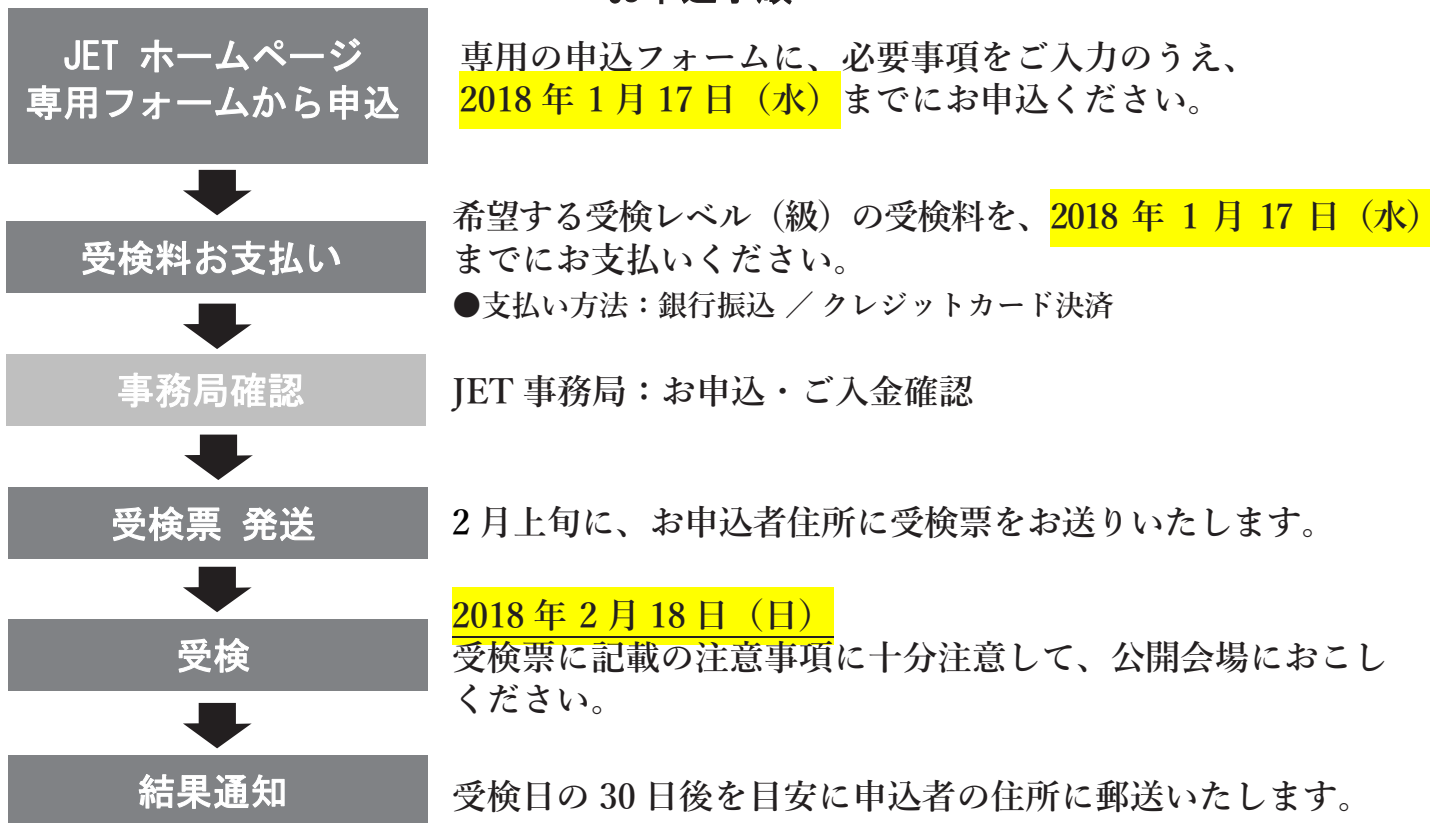 JET ホームページ
専用フォームから申込
専用の申込フォームに、必要事項をご入力のうえ、
2018 年 1 月 17 日（水）までにお申込ください。
受検料お支払い
希望する受検レベル（級）の受検料を、2018 年 1 月 17 日（水）
までにお支払いください。
●支払い方法：銀行振込 ／ クレジットカード決済
事務局確認
JET 事務局：お申込・ご入金確認
受検票 発送
2 月上旬に、お申込者住所に受検票をお送りいたします。
受検
2018 年 2 月 18 日（日）
受検票に記載の注意事項に十分注意して、公開会場におこし
ください。
結果通知
受検日の 30 日後を目安に申込者の住所に郵送いたします。